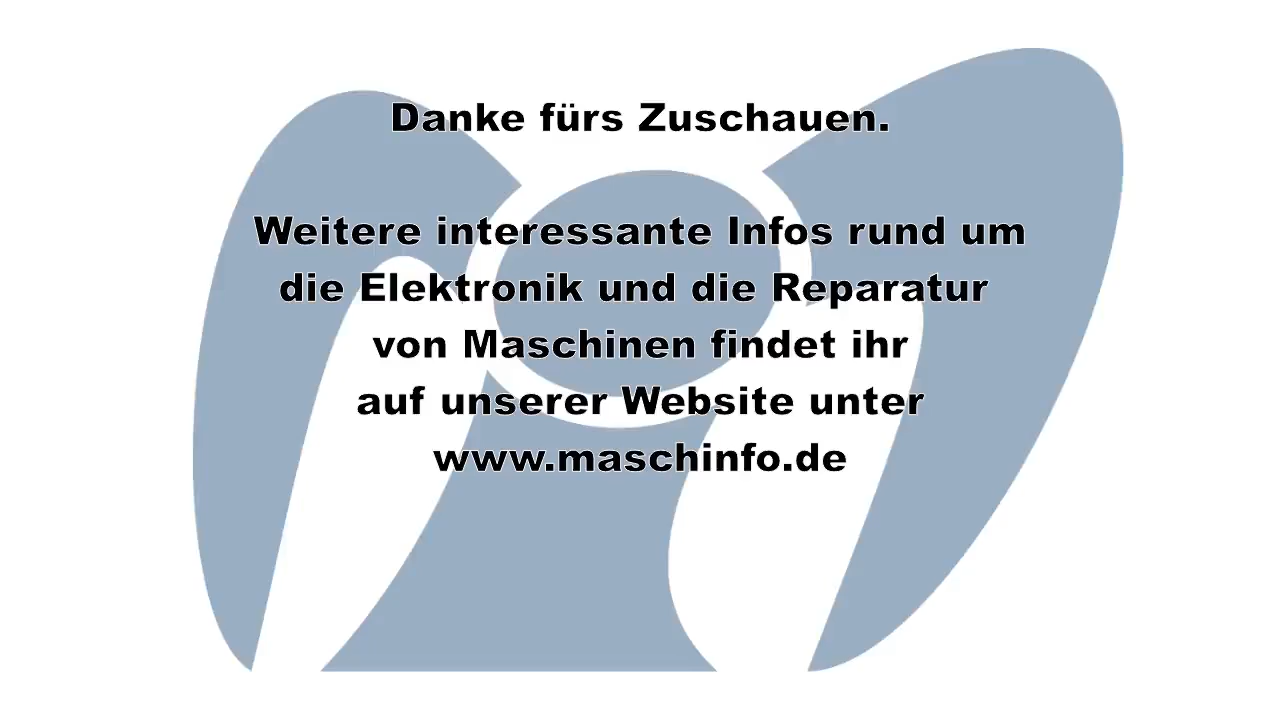 Danke fürs Zuschauen.
Weitere interessante Infos rund um
die Elektronik und die Reparatur
von Maschinen findet ihr
auf unserer Website unter
www.maschinfo.de